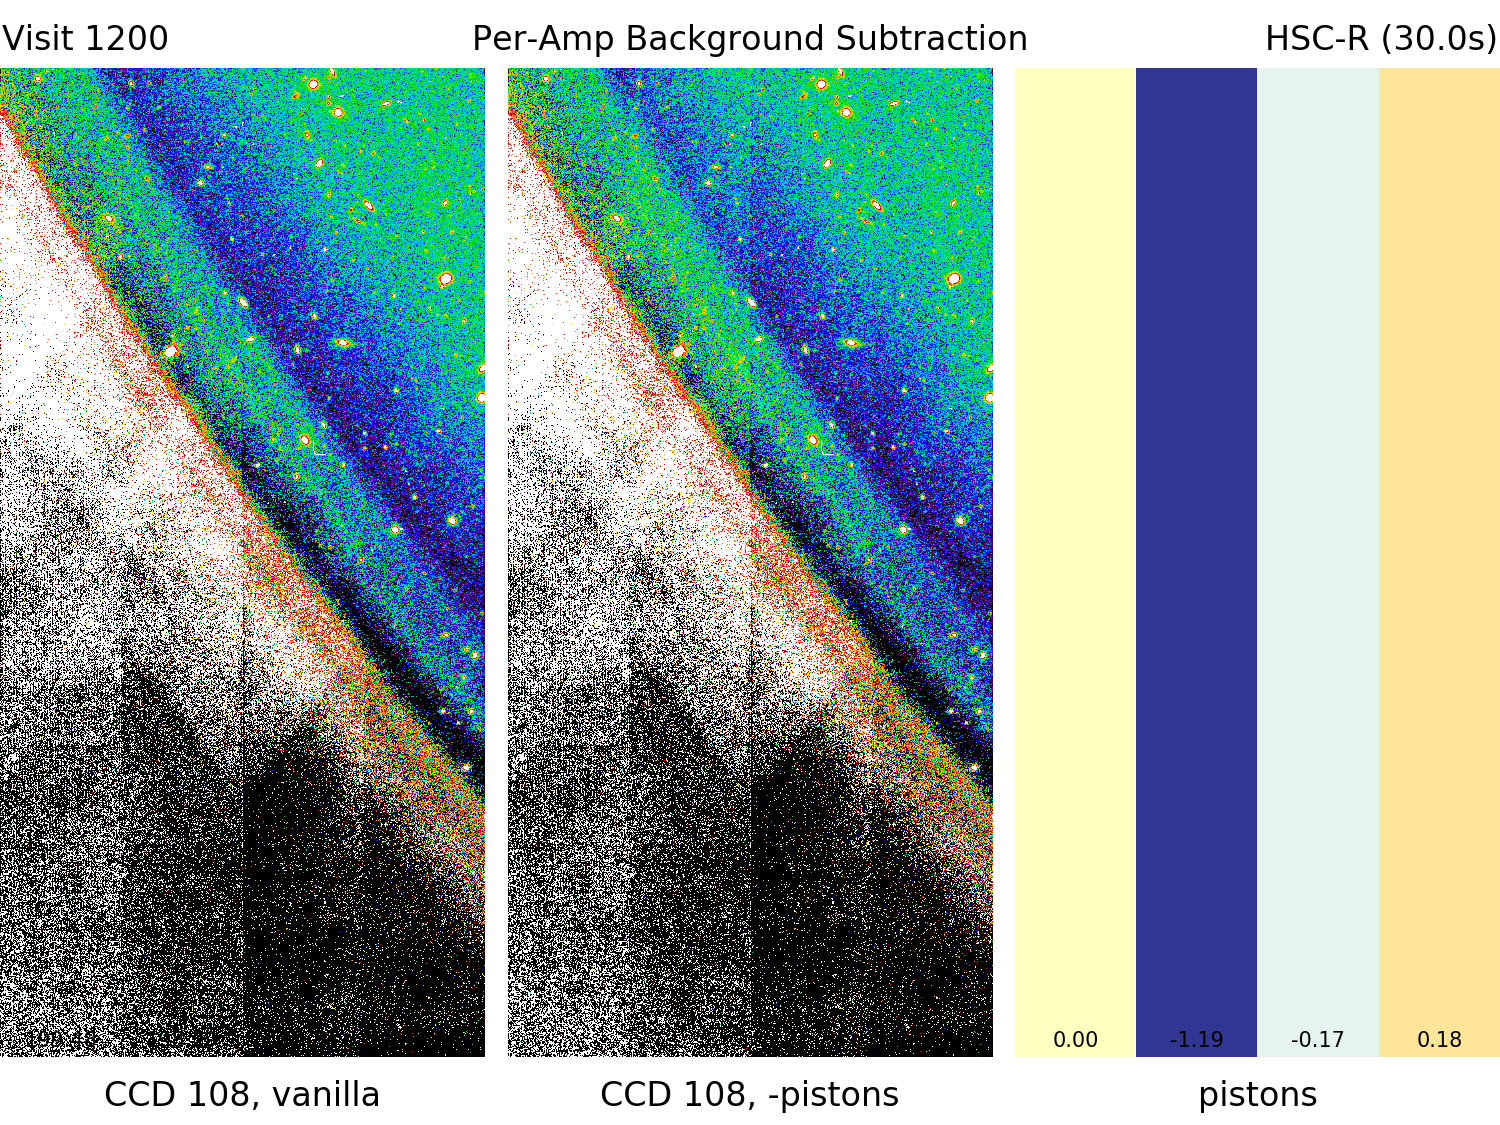 Visit 1200
Per-Amp Background Subtraction
HSC-R (30.0s)
0.00
-1.19
-0.17
0.18
CCD 108, vanilla
CCD 108, -pistons
pistons